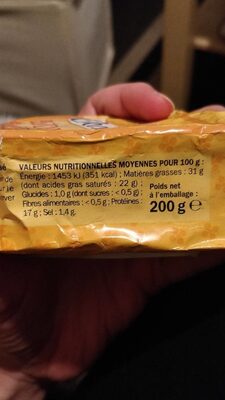 VALEURS NUTRITIONNELLES MOYENNES POUR 100 g :
Énergie : 1453 kJ (351 kcal) ; Matières grasses : 31 g
(dont acides gras saturés : 22 g) ;
Glucides : 1,0 g (dont sucres : < 0,5 g) ;
Fibres alimentaires : < 0,5 g ; Protéines :
17 g ; Sel : 1,4 g.
Poids net
à l'emballage :
200 g ℮